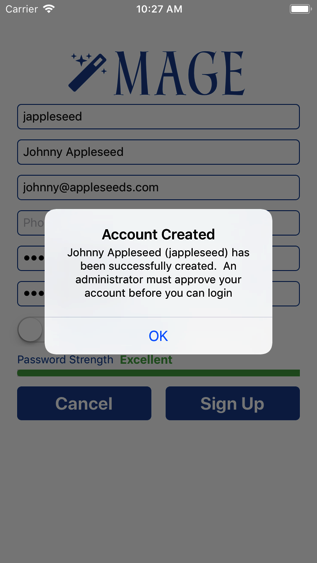 Carrier 10:27 AM
MAGE
jappleseed
Johnny Appleseed
johnny@appleseeds.com
Pho
Account Created
Johnny Appleseed (jappleseed) has
been successfully created.  An
administrator must approve your
account before you can login
OK
Password Strength Excellent
Cancel Sign Up